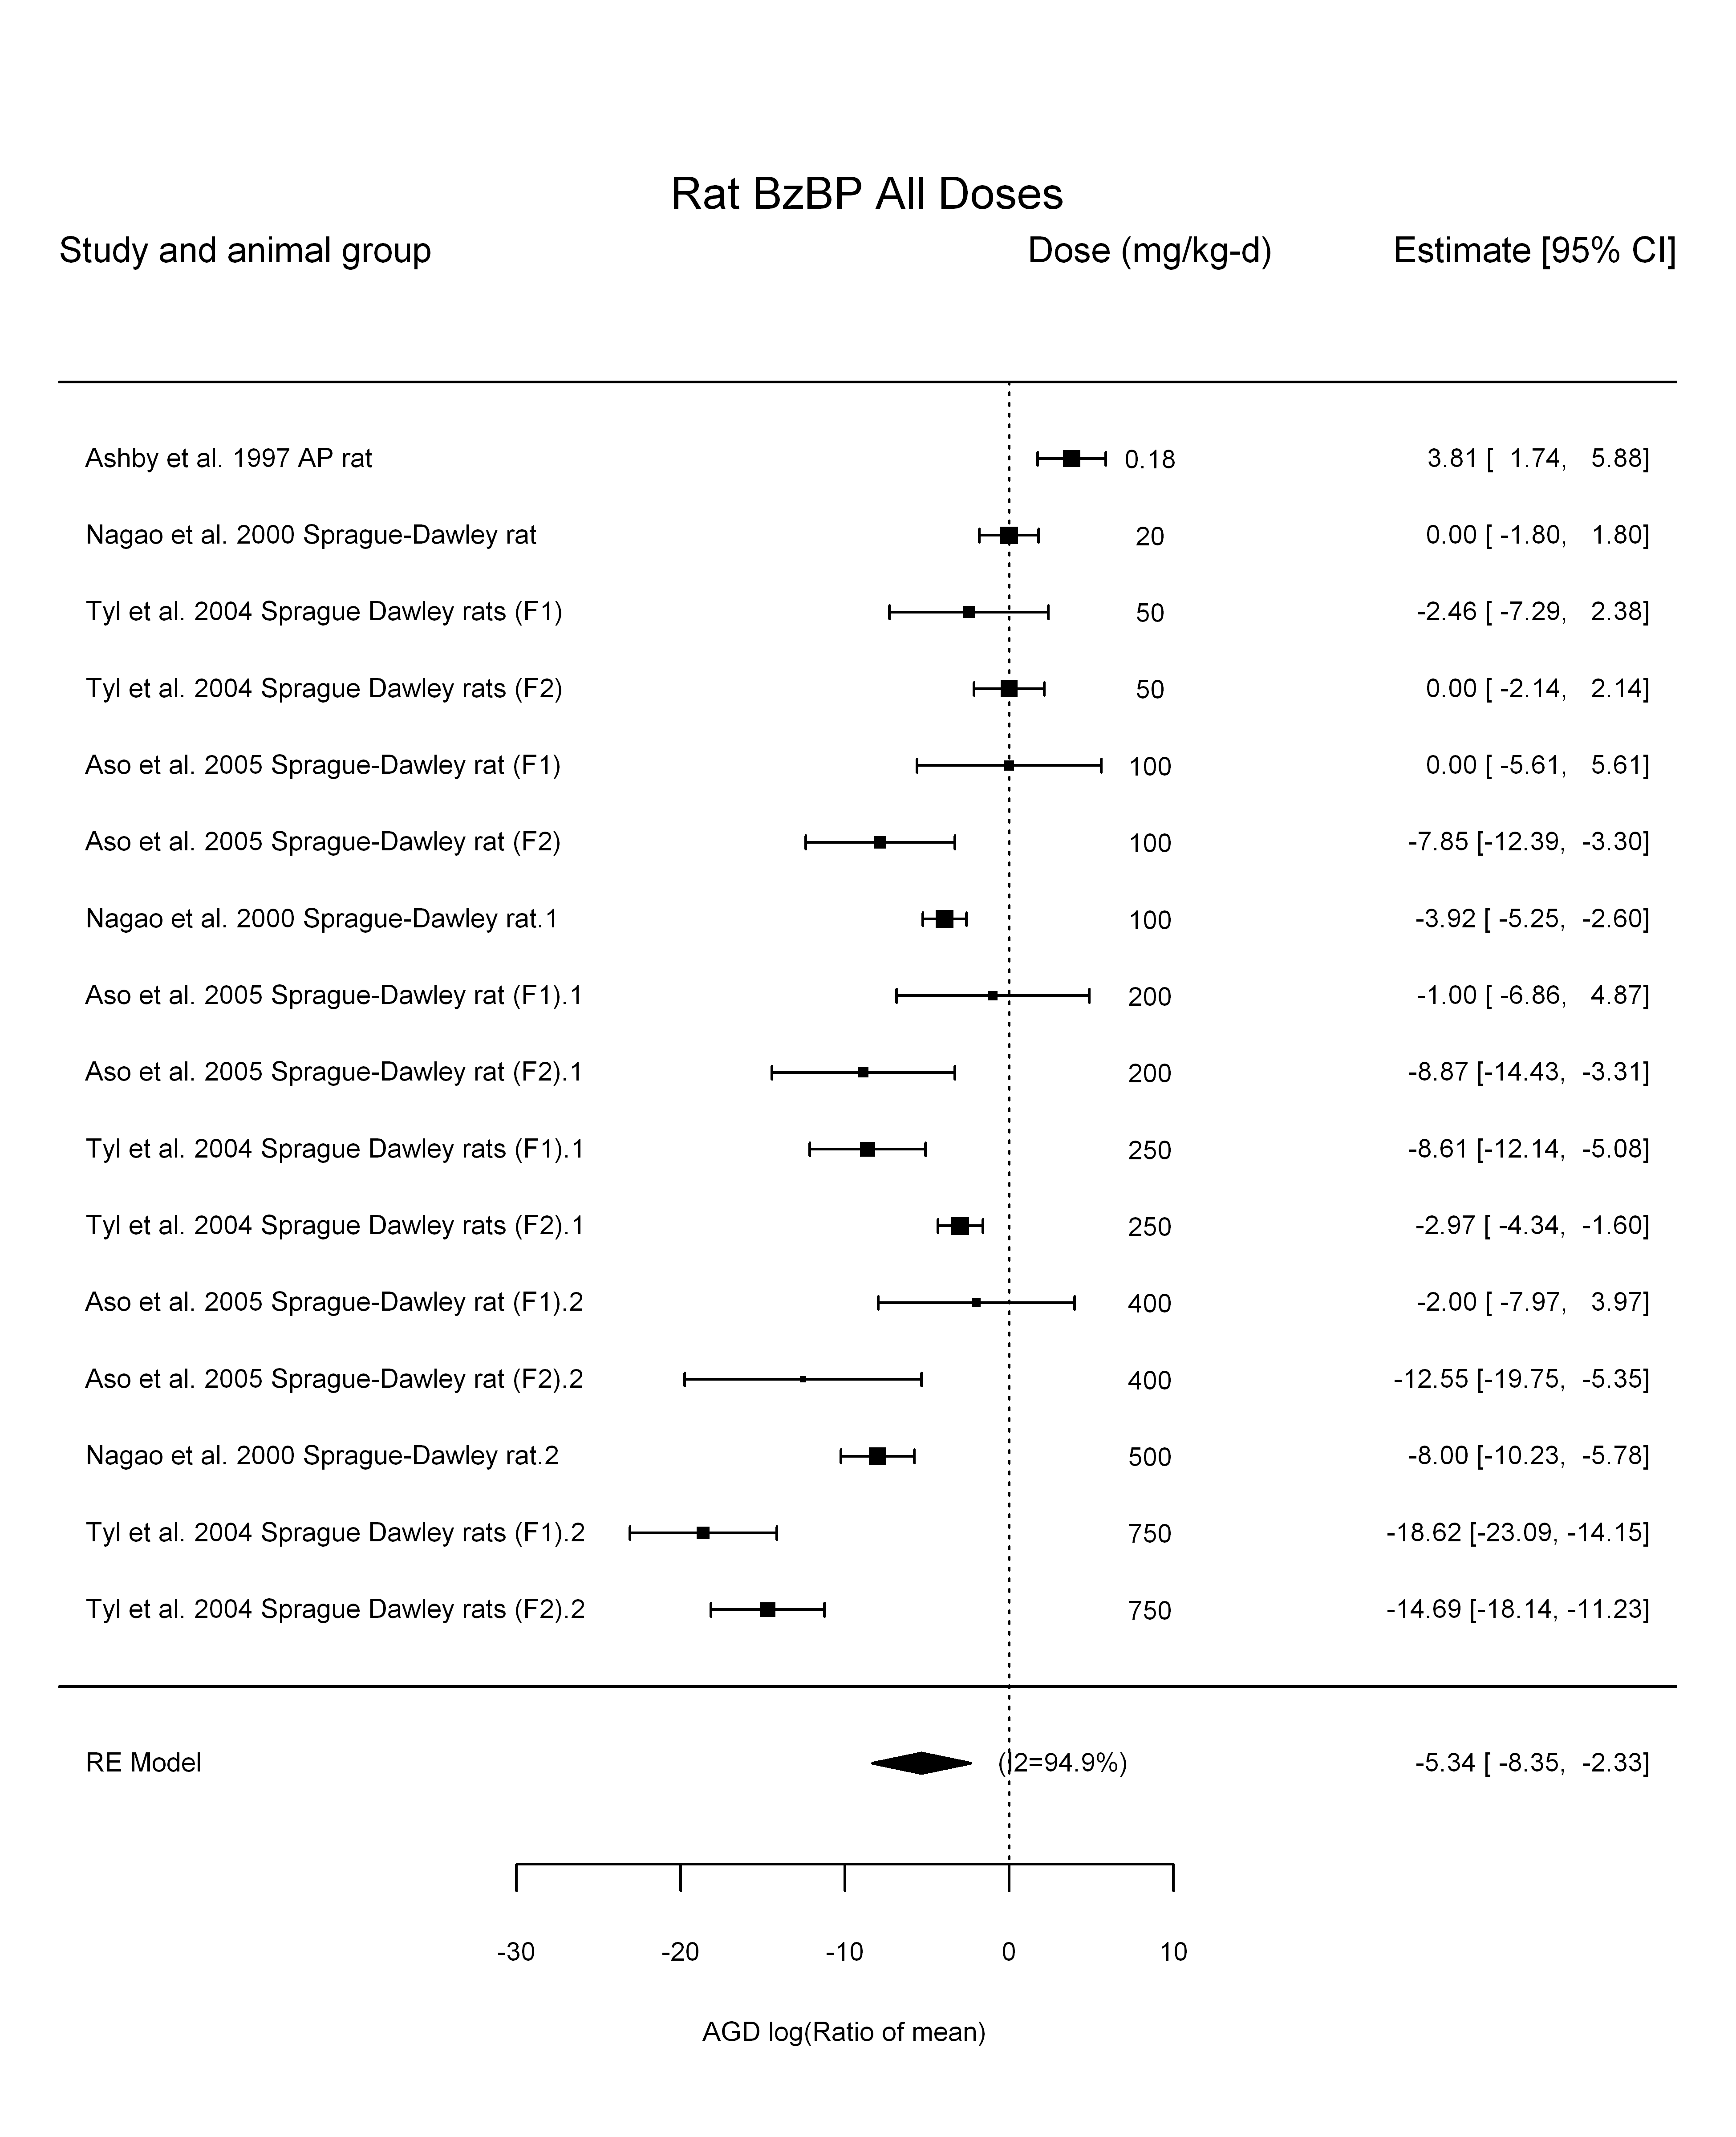 Rat BzBP All Doses
Study and animal group Dose (mg/kg-d) Estimate [95% CI]
Ashby et al. 1997 AP rat 0.18 3.81 [ 1.74, 5.88]
Nagao et al. 2000 Sprague-Dawley rat 20 0.00 [ -1.80, 1.80]
Tyl et al. 2004 Sprague Dawley rats (F1) 50 -2.46 [ -7.29, 2.38]
Tyl et al. 2004 Sprague Dawley rats (F2) 50 0.00 [ -2.14, 2.14]
Aso et al. 2005 Sprague-Dawley rat (F1) 100 0.00 [ -5.61, 5.61]
Aso et al. 2005 Sprague-Dawley rat (F2) 100 -7.85 [-12.39, -3.30]
Nagao et al. 2000 Sprague-Dawley rat.1 100 -3.92 [ -5.25, -2.60]
Aso et al. 2005 Sprague-Dawley rat (F1).1 200 -1.00 [ -6.86, 4.87]
Aso et al. 2005 Sprague-Dawley rat (F2).1 200 -8.87 [-14.43, -3.31]
Tyl et al. 2004 Sprague Dawley rats (F1).1 250 -8.61 [-12.14, -5.08]
Tyl et al. 2004 Sprague Dawley rats (F2).1 250 -2.97 [ -4.34, -1.60]
Aso et al. 2005 Sprague-Dawley rat (F1).2 400 -2.00 [ -7.97, 3.97]
Aso et al. 2005 Sprague-Dawley rat (F2).2 400 -12.55 [-19.75, -5.35]
Nagao et al. 2000 Sprague-Dawley rat.2 500 -8.00 [-10.23, -5.78]
Tyl et al. 2004 Sprague Dawley rats (F1).2 750 -18.62 [-23.09, -14.15]
Tyl et al. 2004 Sprague Dawley rats (F2).2 750 -14.69 [-18.14, -11.23]
RE Model (I2=94.9%) -5.34 [ -8.35, -2.33]
-30 -20 -10 0 10
AGD log(Ratio of mean)